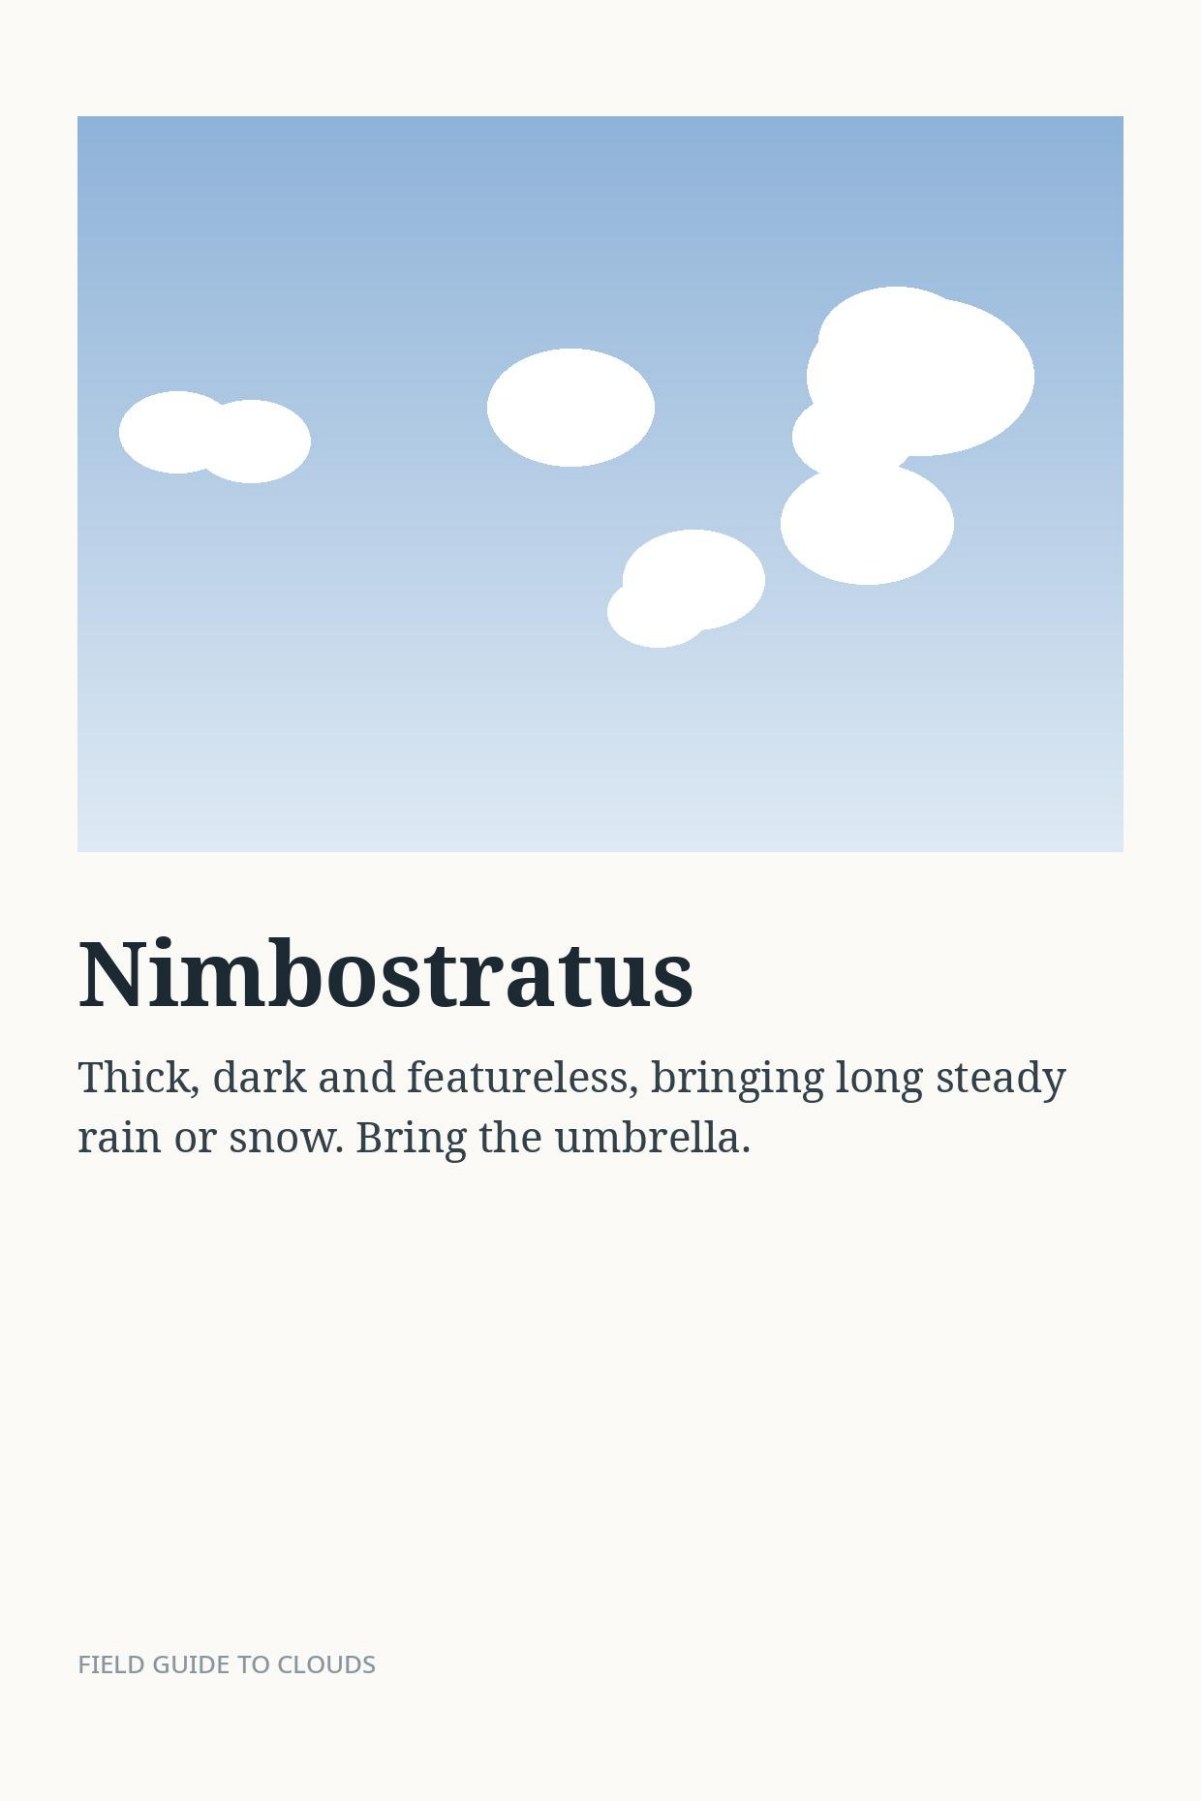 Nimbostratus
Thick, dark and featureless, bringing long steady
rain or snow. Bring the umbrella.
FIELD GUIDE TO CLOUDS